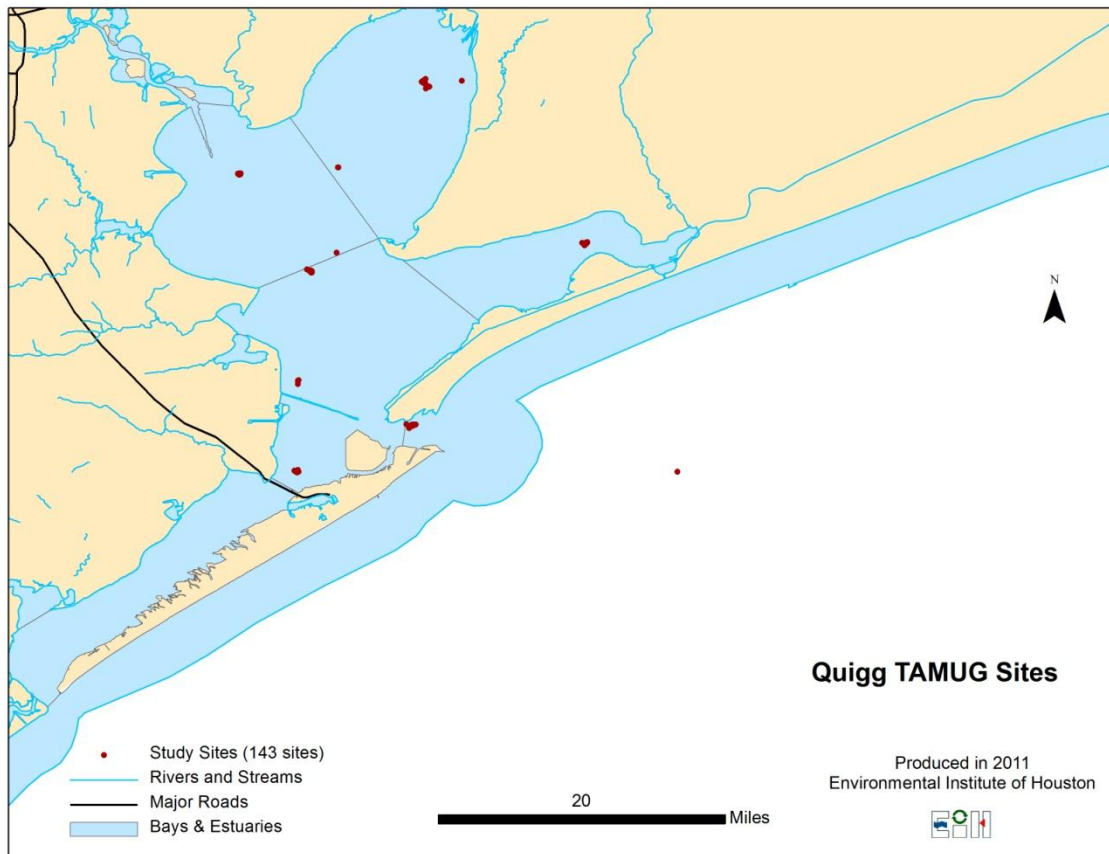 N
Quigg TAMUG Sites
Study Sites (143 sites)
Rivers and Streams
Major Roads
Bays & Estuaries
20
Miles
Produced in 2011
Environmental Institute of Houston
EIH